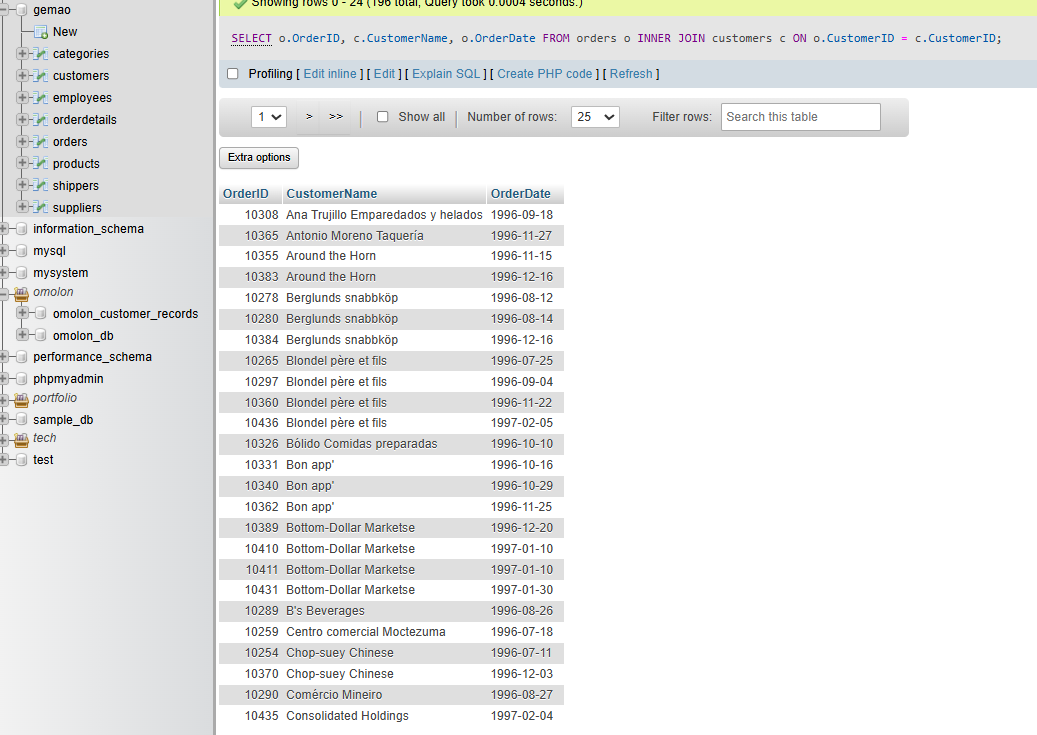 gemao
New
categories
customers
employees
orderdetails
orders
products
shippers
suppliers
information_schema
mysql
mysystem
omolon
omolon_customer_records
omolon_db
performance_schema
phpmyadmin
portfolio
sample_db
tech
test
Showing rows 0 - 24 (196 total, Query took 0.0004 seconds.)
SELECT o.OrderID, c.CustomerName, o.OrderDate FROM orders o INNER JOIN customers c ON o.CustomerID = c.CustomerID;
Profiling [ Edit inline ] [ Edit ] [ Explain SQL ] [ Create PHP code ] [ Refresh ]
1 > >> | Show all | Number of rows: 25 Filter rows: Search this table
Extra options
OrderID CustomerName OrderDate
10308 Ana Trujillo Emparedados y helados 1996-09-18
10365 Antonio Moreno Taquería 1996-11-27
10355 Around the Horn 1996-11-15
10383 Around the Horn 1996-12-16
10278 Berglunds snabbköp 1996-08-12
10280 Berglunds snabbköp 1996-08-14
10384 Berglunds snabbköp 1996-12-16
10265 Blondel père et fils 1996-07-25
10297 Blondel père et fils 1996-09-04
10360 Blondel père et fils 1996-11-22
10436 Blondel père et fils 1997-02-05
10326 Bólido Comidas preparadas 1996-10-10
10331 Bon app' 1996-10-16
10340 Bon app' 1996-10-29
10362 Bon app' 1996-11-25
10389 Bottom-Dollar Marketse 1996-12-20
10410 Bottom-Dollar Marketse 1997-01-10
10411 Bottom-Dollar Marketse 1997-01-10
10431 Bottom-Dollar Marketse 1997-01-30
10289 B's Beverages 1996-08-26
10259 Centro comercial Moctezuma 1996-07-18
10254 Chop-suey Chinese 1996-07-11
10370 Chop-suey Chinese 1996-12-03
10290 Comércio Mineiro 1996-08-27
10435 Consolidated Holdings 1997-02-04